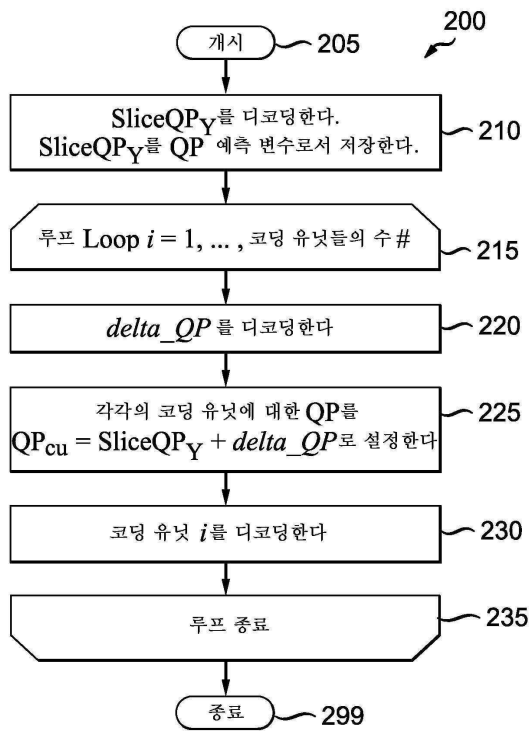 200
개시 205
SliceQPY를 디코딩한다.
SliceQPY를 QP 예측 변수로서 저장한다.
210
루프 Loop i = 1, ... , 코딩 유닛들의 수 #
215
delta_QP 를 디코딩한다
220
각각의 코딩 유닛에 대한 QP를
QPcu = SliceQPY + delta_QP로 설정한다
225
코딩 유닛 i를 디코딩한다
230
루프 종료
235
종료 299